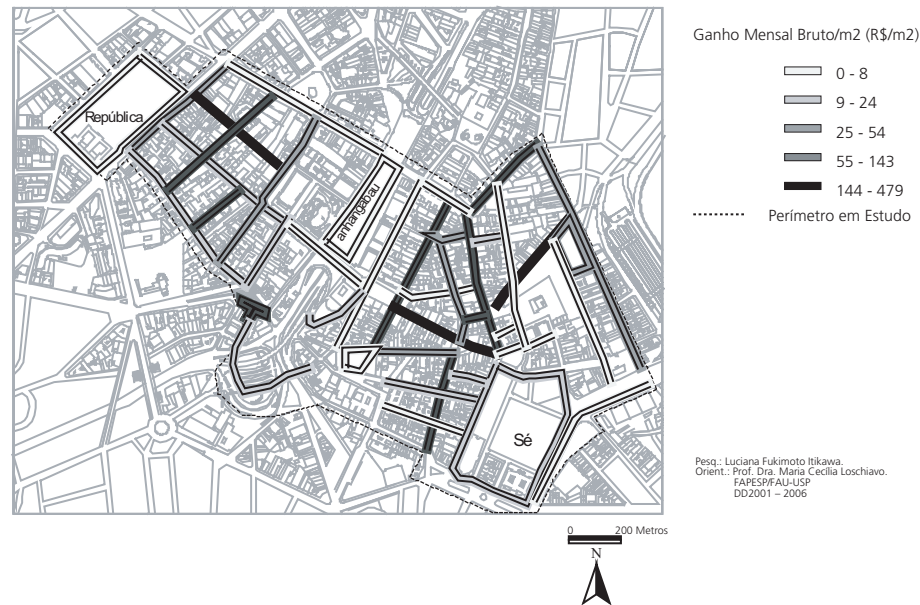 República
anhangabau
Sé
Ganho Mensal Bruto/m2 (R$/m2)
0 - 8
9 - 24
25 - 54
55 - 143
144 - 479
Perímetro em Estudo
Pesq.: Luciana Fukimoto Itikawa.
Orient.: Prof. Dra. Maria Cecília Loschiavo.
FAPESP/FAU-USP
DD2001 – 2006
0 200 Metros
N